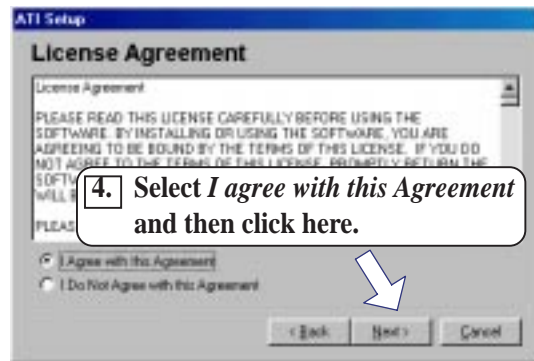 ATI Setup
License Agreement
License Agreement
PLEASE READ THIS LICENSE CAREFULLY BEFORE USING THE
SOFTWARE. BY INSTALLING OR USING THE SOFTWARE, YOU ARE
AGREEING TO BE BOUND BY THE TERMS OF THIS LICENSE. IF YOU DO
NOT AGREE TO THE TERMS OF THIS LICENSE, PROMPTLY RETURN THE
4. Select I agree with this Agreement
and then click here.
I Agree with this Agreement
I Do Not Agree with this Agreement
< Back Next > Cancel